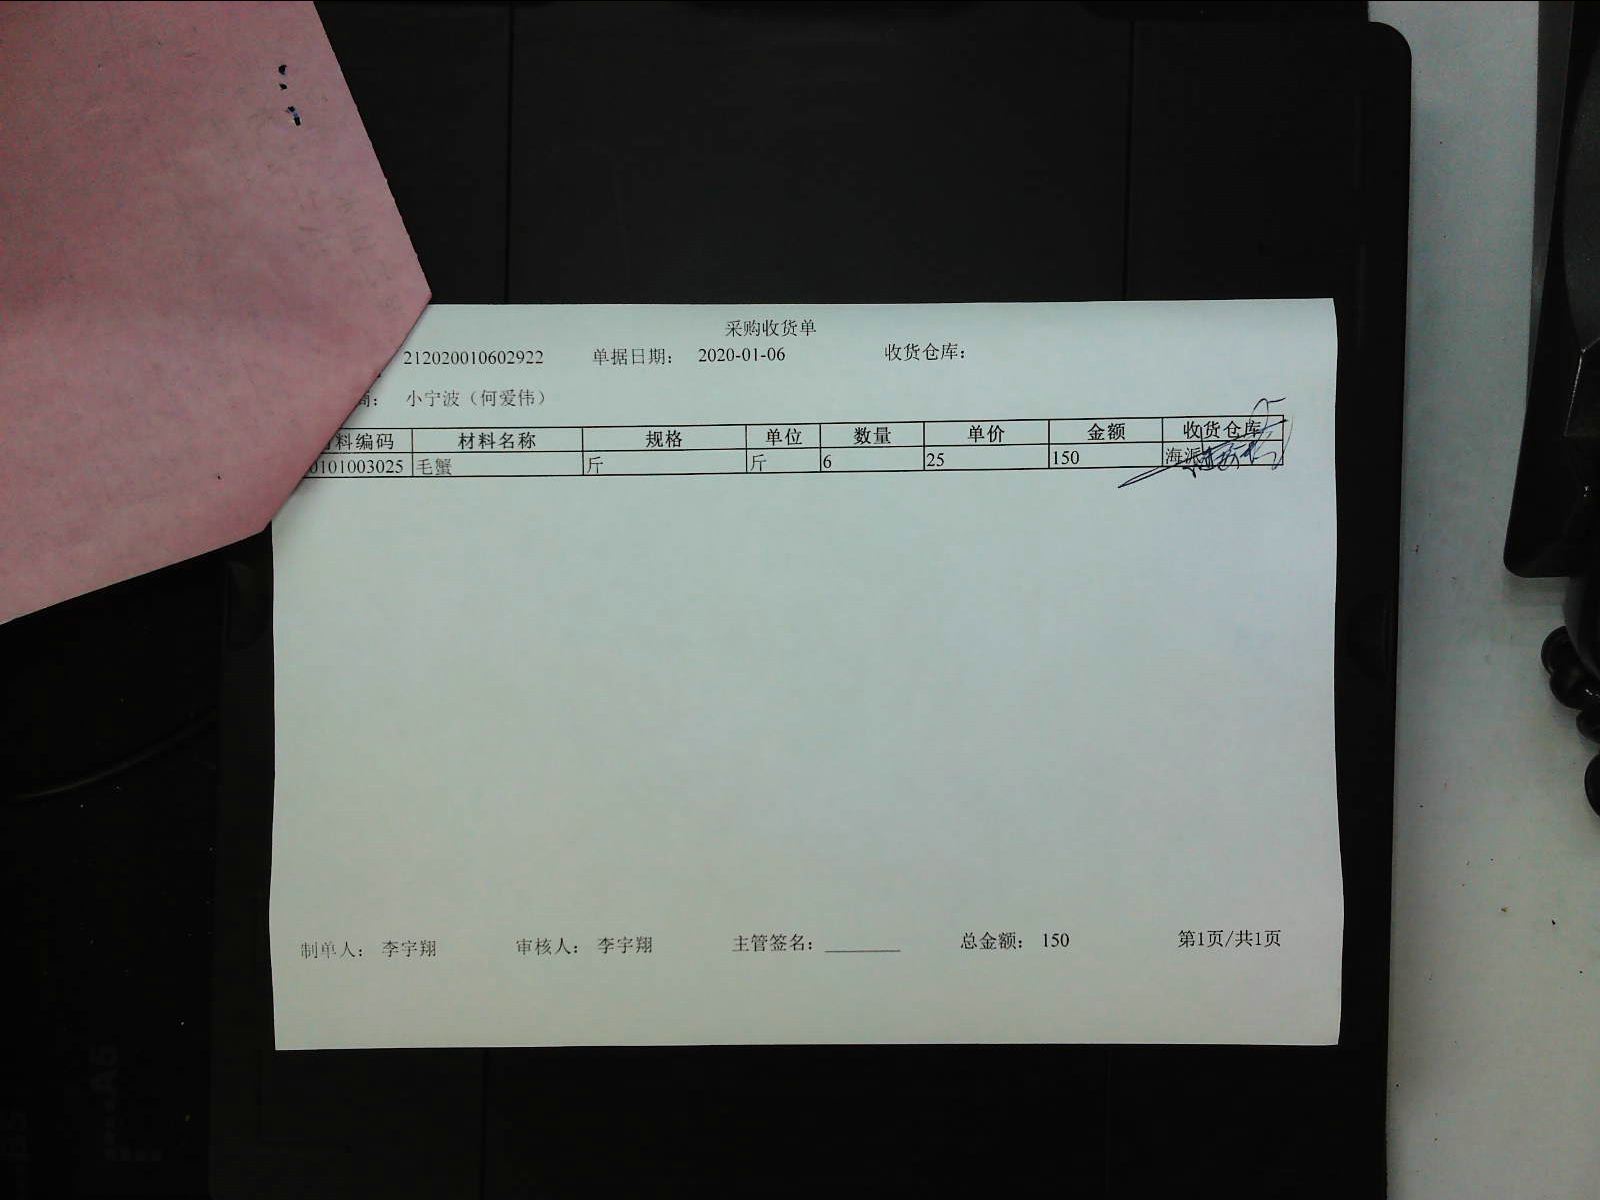 采购收货单
212020010602922 单据日期： 2020-01-06 收货仓库：
商： 小宁波（何爱伟）
料编码 材料名称 规格 单位 数量 单价 金额 收货仓库
0101003025 毛蟹 斤 斤 6 25 150 海派
制单人： 李宇翔 审核人： 李宇翔 主管签名： 总金额： 150 第1页/共1页